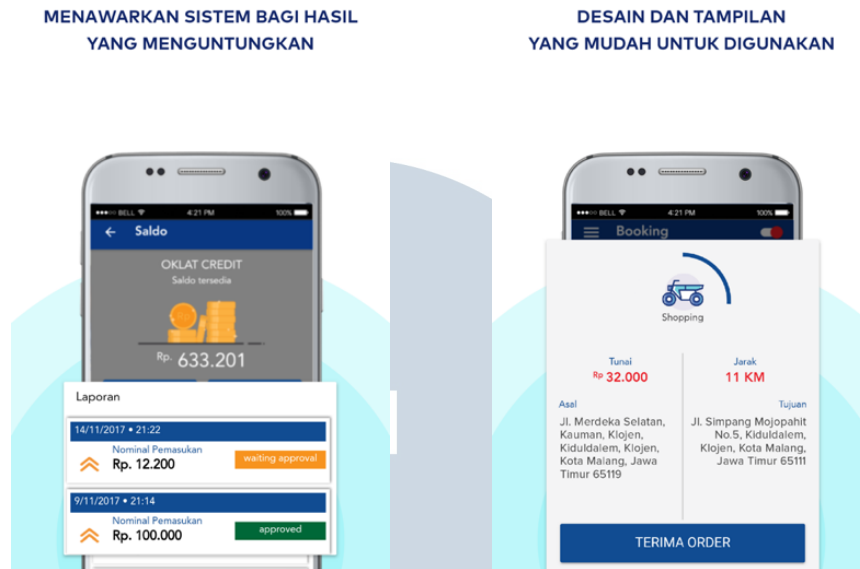 MENAWARKAN SISTEM BAGI HASIL
YANG MENGUNTUNGKAN
BELL
4:21 PM
100%
Saldo
OKLAT CREDIT
Saldo tersedia
Rp. 633.201
Laporan
14/11/2017 • 21:22
Nominal Pemasukan
Rp. 12.200
waiting approval
9/11/2017 • 21:14
Nominal Pemasukan
Rp. 100.000
approved
DESAIN DAN TAMPILAN
YANG MUDAH UNTUK DIGUNAKAN
BELL
4:21 PM
100%
Booking
Shopping
Tunai
Rp 32.000
Jarak
11 KM
Asal
Jl. Merdeka Selatan,
Kauman, Klojen,
Kiduldalem, Klojen,
Kota Malang, Jawa
Timur 65119
Tujuan
Jl. Simpang Mojopahit
No.5, Kiduldalem,
Klojen, Kota Malang,
Jawa Timur 65111
TERIMA ORDER